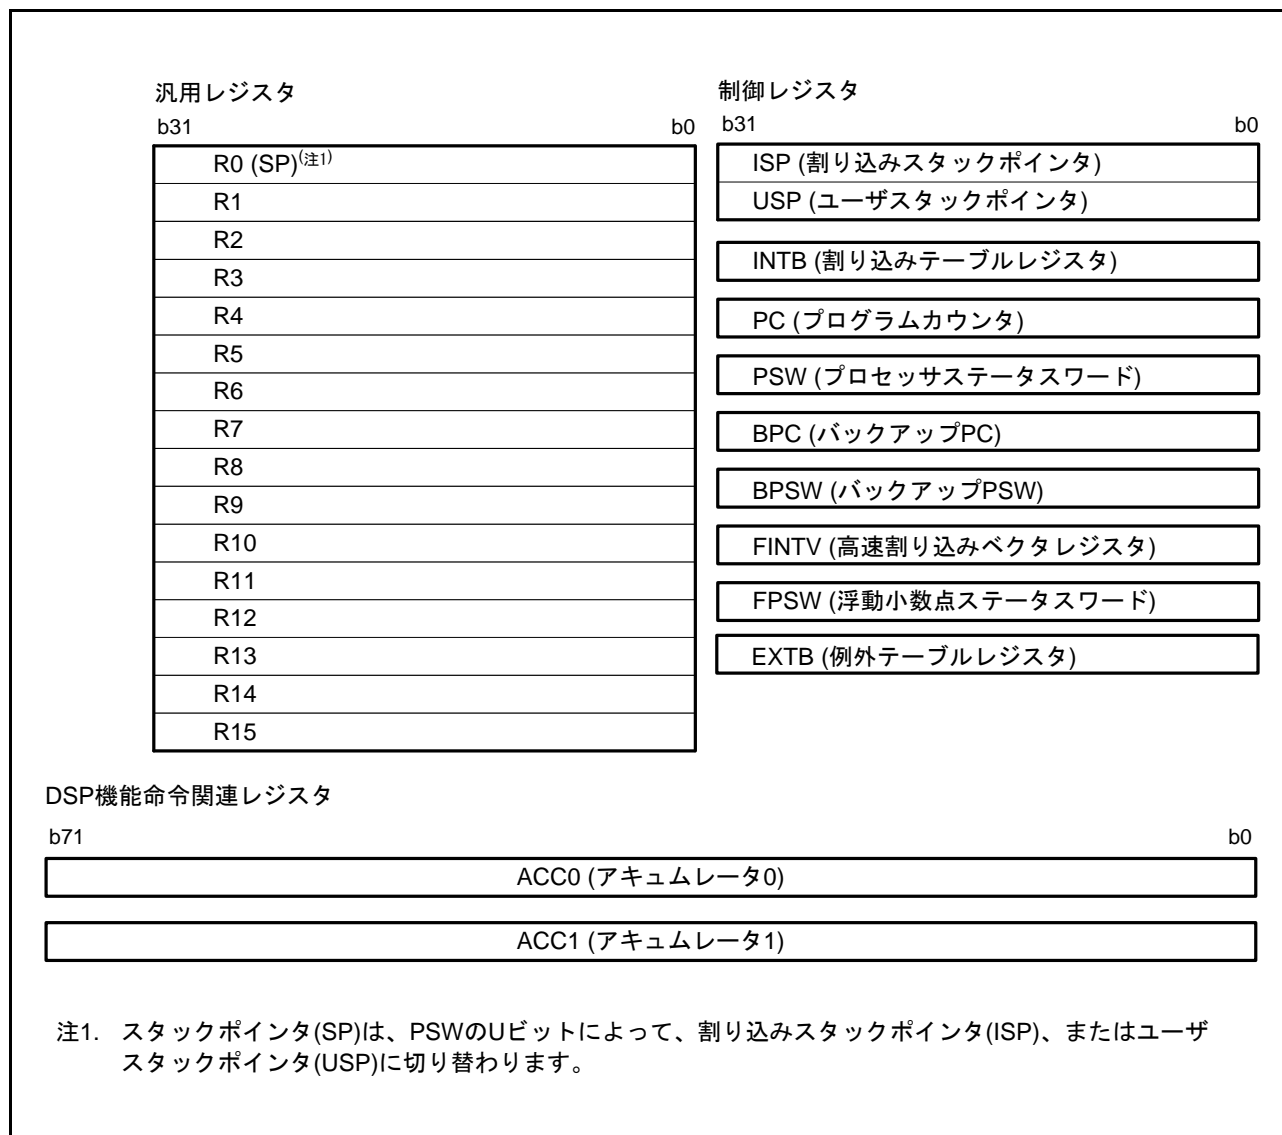 汎用レジスタ
b31 b0
R0 (SP)(注1)
R1
R2
R3
R4
R5
R6
R7
R8
R9
R10
R11
R12
R13
R14
R15
制御レジスタ
b31 b0
ISP (割り込みスタックポインタ)
USP (ユーザスタックポインタ)
INTB (割り込みテーブルレジスタ)
PC (プログラムカウンタ)
PSW (プロセッサステータスワード)
BPC (バックアップPC)
BPSW (バックアップPSW)
FINTV (高速割り込みベクタレジスタ)
FPSW (浮動小数点ステータスワード)
EXTB (例外テーブルレジスタ)
DSP機能命令関連レジスタ
b71 b0
ACC0 (アキュムレータ0)
ACC1 (アキュムレータ1)
注1. スタックポインタ(SP)は、PSWのUビットによって、割り込みスタックポインタ(ISP)、またはユーザ
スタックポインタ(USP)に切り替わります。